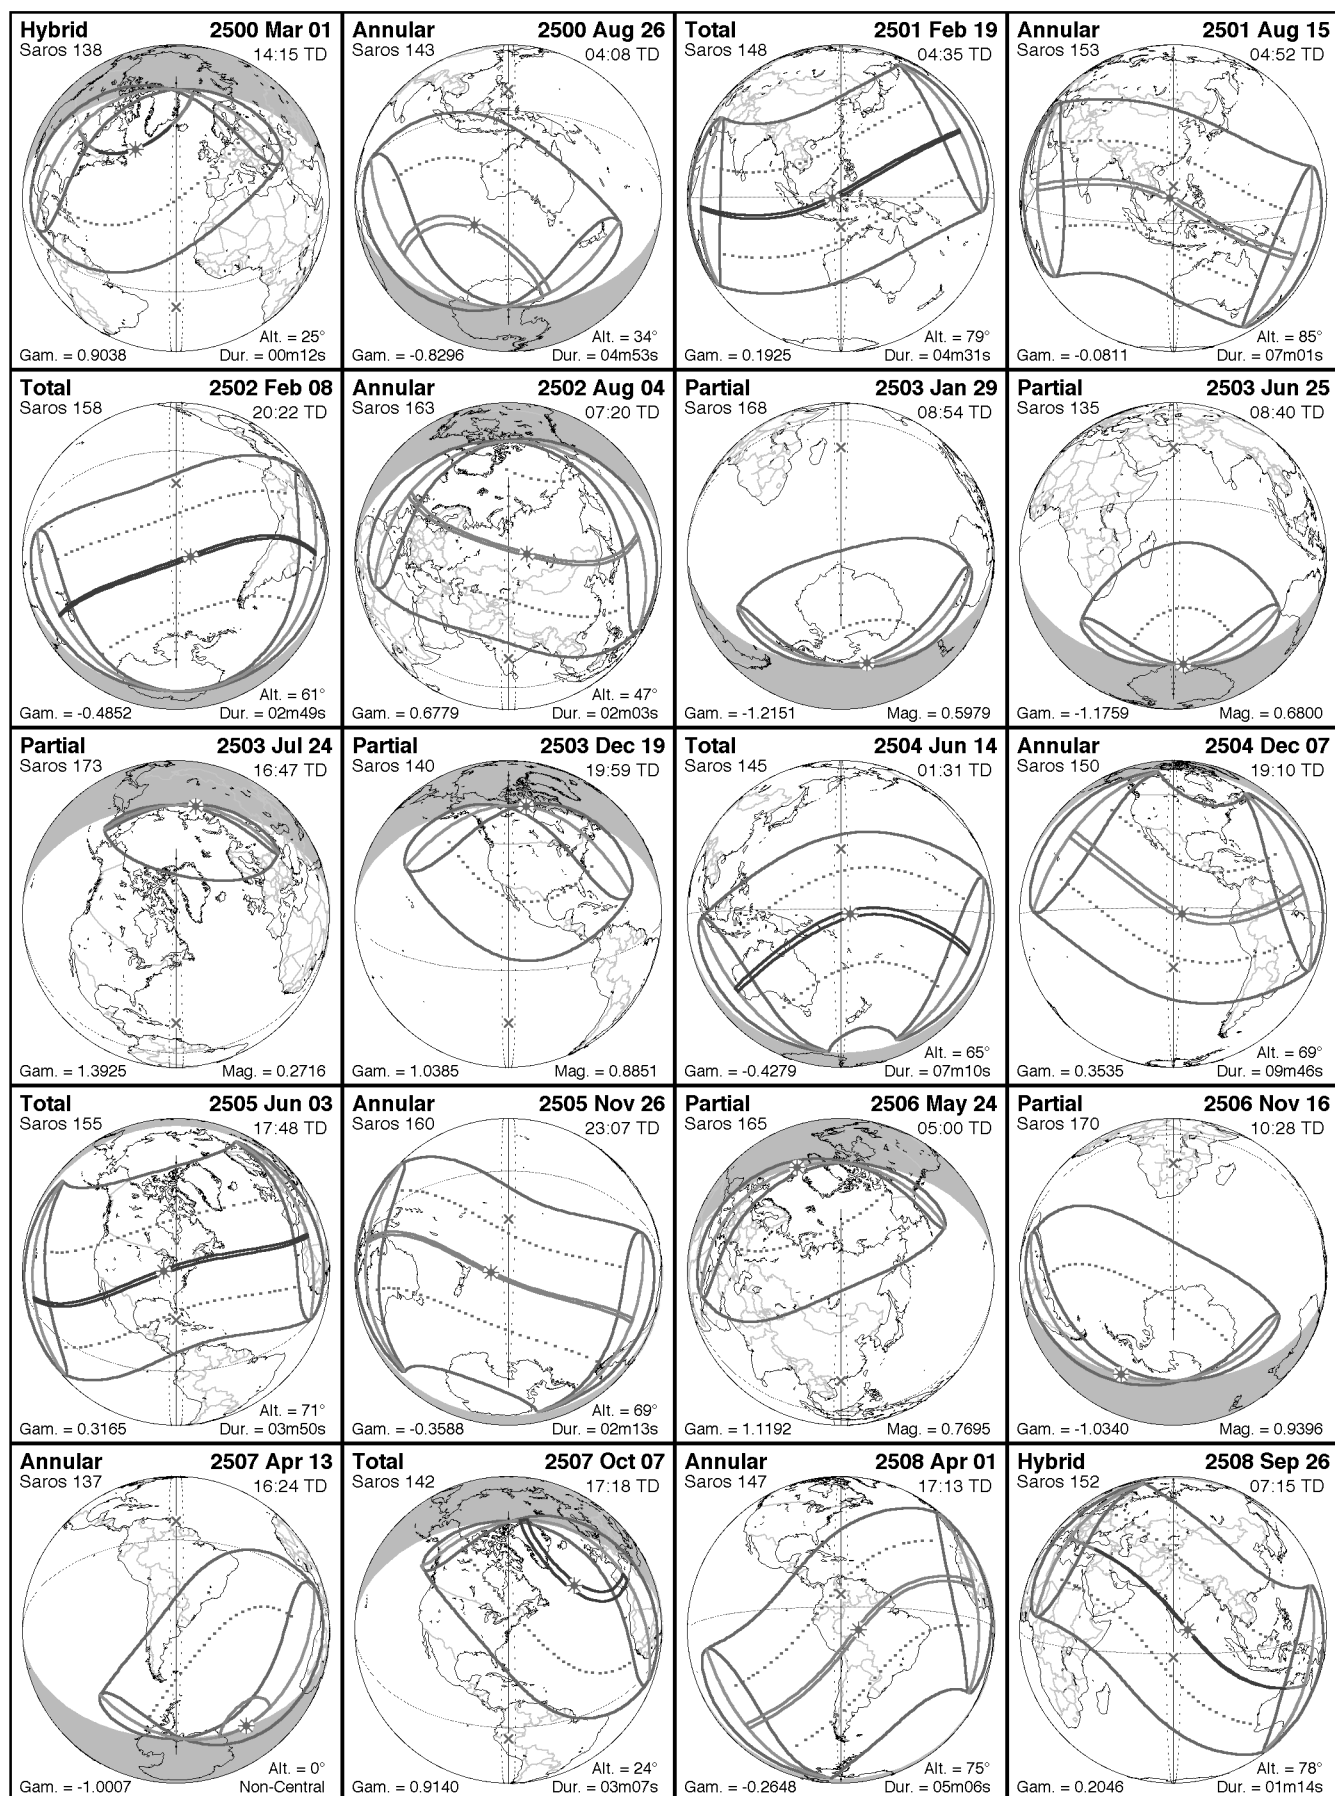 Hybrid 2500 Mar 01
Saros 138 14:15 TD
Alt. = 25°
Gam. = 0.9038 Dur. = 00m12s
Annular 2500 Aug 26
Saros 143 04:08 TD
Alt. = 34°
Gam. = -0.8296 Dur. = 04m53s
Total 2501 Feb 19
Saros 148 04:35 TD
Alt. = 79°
Gam. = 0.1925 Dur. = 04m31s
Annular 2501 Aug 15
Saros 153 04:52 TD
Alt. = 85°
Gam. = -0.0811 Dur. = 07m01s
Total 2502 Feb 08
Saros 158 20:22 TD
Alt. = 61°
Gam. = -0.4852 Dur. = 02m49s
Annular 2502 Aug 04
Saros 163 07:20 TD
Alt. = 47°
Gam. = 0.6779 Dur. = 02m03s
Partial 2503 Jan 29
Saros 168 08:54 TD
Gam. = -1.2151 Mag. = 0.5979
Partial 2503 Jun 25
Saros 135 08:40 TD
Gam. = -1.1759 Mag. = 0.6800
Partial 2503 Jul 24
Saros 173 16:47 TD
Gam. = 1.3925 Mag. = 0.2716
Partial 2503 Dec 19
Saros 140 19:59 TD
Gam. = 1.0385 Mag. = 0.8851
Total 2504 Jun 14
Saros 145 01:31 TD
Alt. = 65°
Gam. = -0.4279 Dur. = 07m10s
Annular 2504 Dec 07
Saros 150 19:10 TD
Alt. = 69°
Gam. = 0.3535 Dur. = 09m46s
Total 2505 Jun 03
Saros 155 17:48 TD
Alt. = 71°
Gam. = 0.3165 Dur. = 03m50s
Annular 2505 Nov 26
Saros 160 23:07 TD
Alt. = 69°
Gam. = -0.3588 Dur. = 02m13s
Partial 2506 May 24
Saros 165 05:00 TD
Gam. = 1.1192 Mag. = 0.7695
Partial 2506 Nov 16
Saros 170 10:28 TD
Gam. = -1.0340 Mag. = 0.9396
Annular 2507 Apr 13
Saros 137 16:24 TD
Alt. = 0°
Gam. = -1.0007 Non-Central
Total 2507 Oct 07
Saros 142 17:18 TD
Alt. = 24°
Gam. = 0.9140 Dur. = 03m07s
Annular 2508 Apr 01
Saros 147 17:13 TD
Alt. = 75°
Gam. = -0.2648 Dur. = 05m06s
Hybrid 2508 Sep 26
Saros 152 07:15 TD
Alt. = 78°
Gam. = 0.2046 Dur. = 01m14s